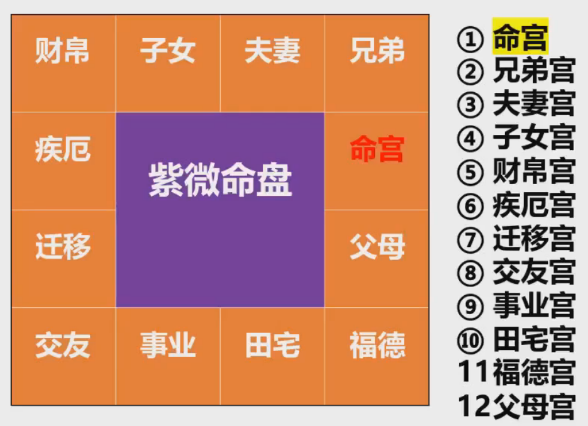 财帛 子女 夫妻 兄弟
疾厄 命宫
紫微命盘
迁移 父母
交友 事业 田宅 福德
① 命宫
② 兄弟宫
③ 夫妻宫
④ 子女宫
⑤ 财帛宫
⑥ 疾厄宫
⑦ 迁移宫
⑧ 交友宫
⑨ 事业宫
⑩ 田宅宫
11福德宫
12父母宫